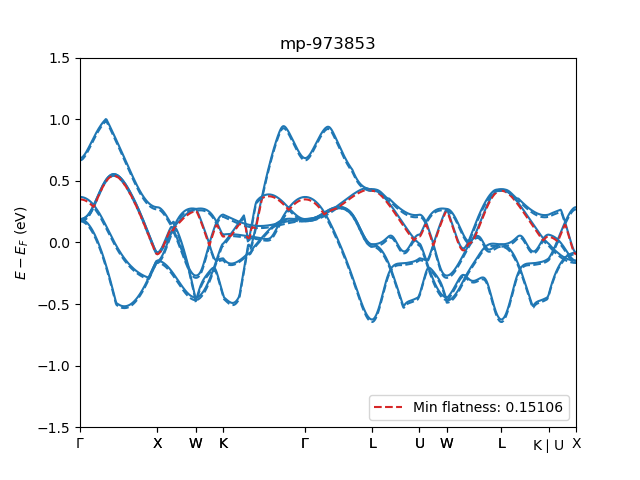 mp-973853
1.5
1.0
0.5
0.0
−0.5
−1.0
−1.5
E − E_F (eV)
Γ X W K Γ L U W L K | U X
Min flatness: 0.15106